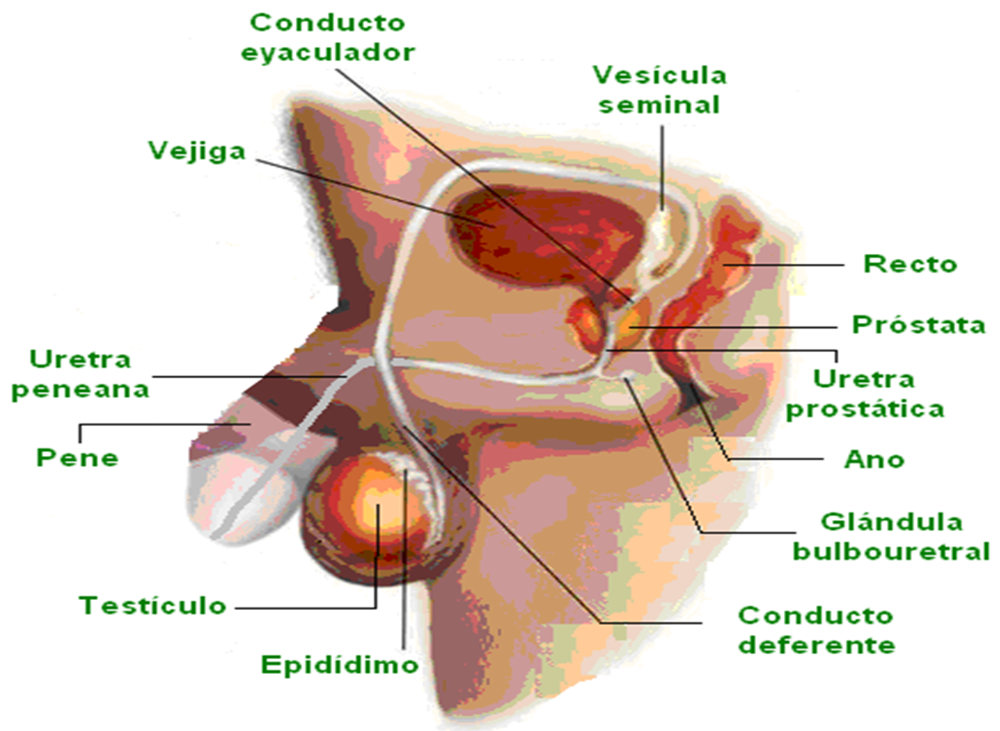 Conducto
eyaculador
Vesícula
seminal
Vejiga
Recto
Próstata
Uretra
peneana
Uretra
prostática
Pene
Ano
Glándula
bulbouretral
Testículo
Conducto
deferente
Epidídimo